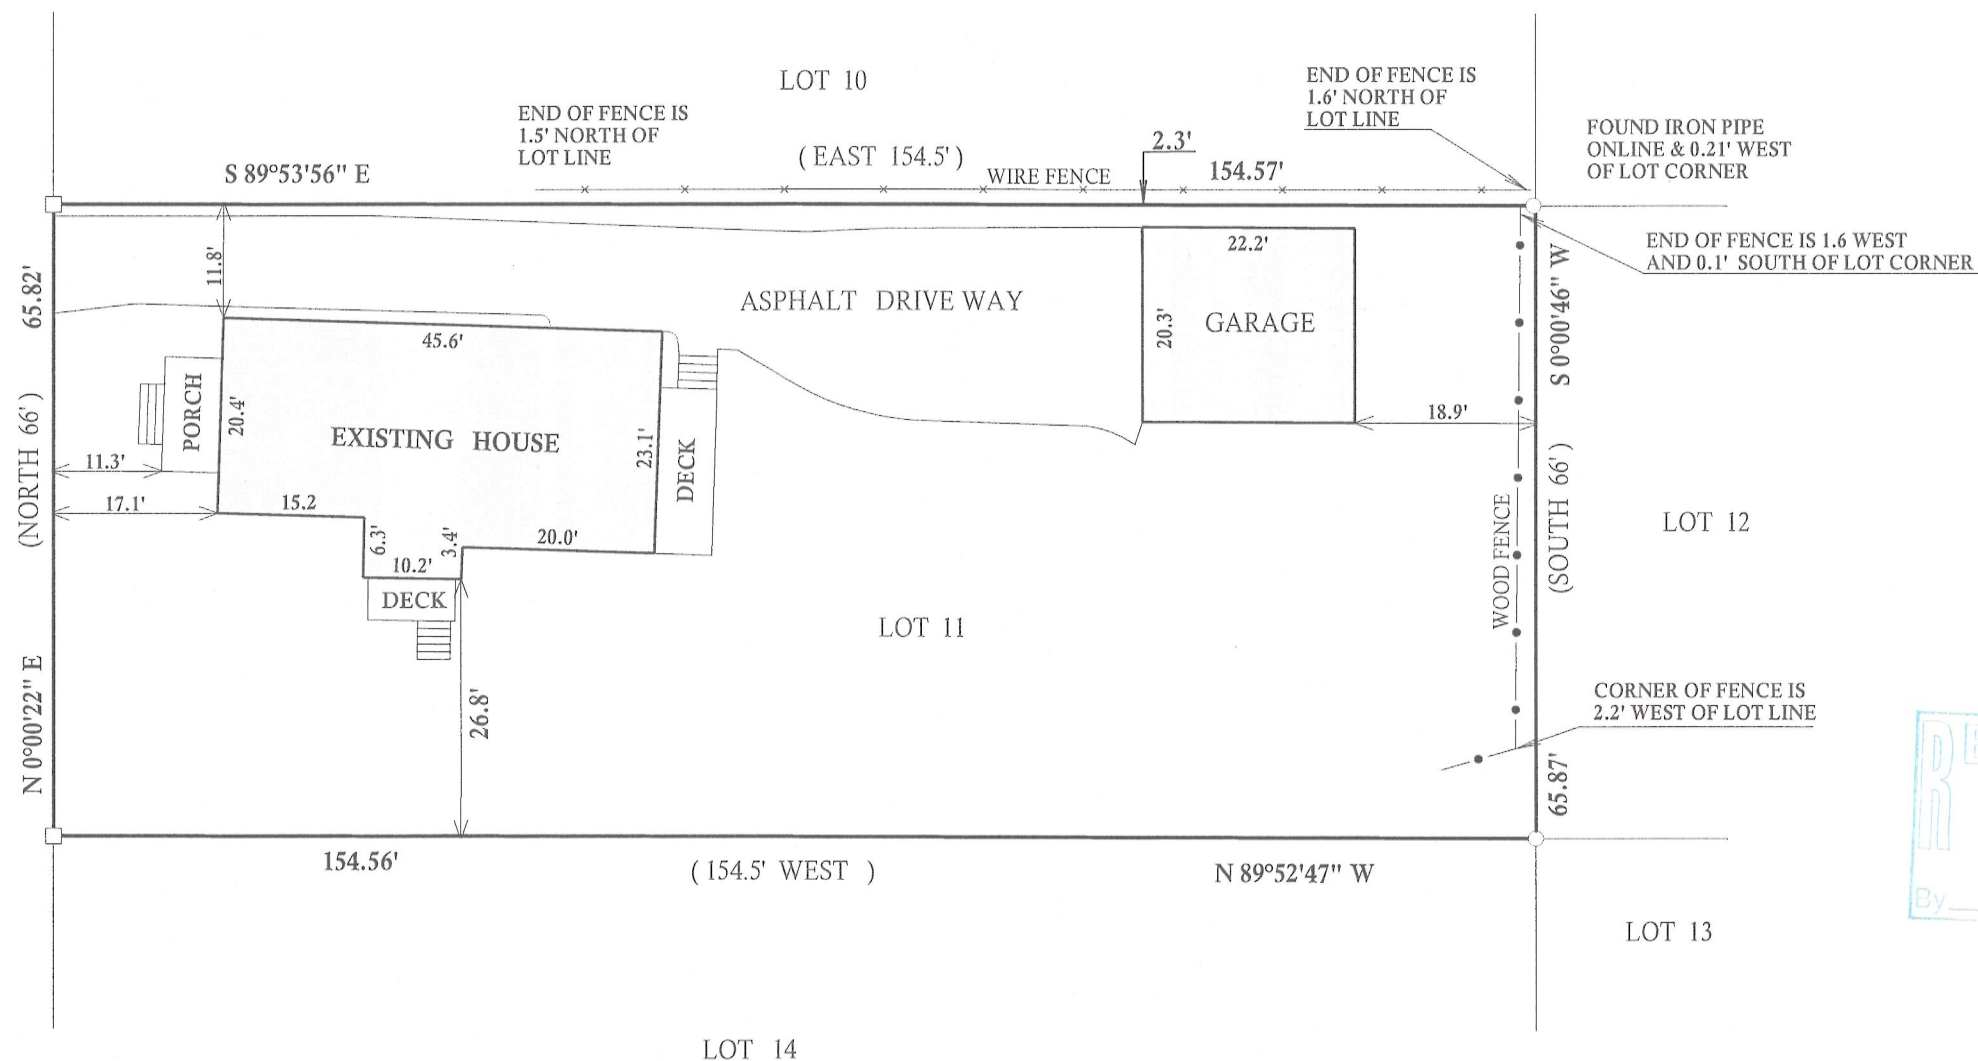 LOT 10
END OF FENCE IS
1.6' NORTH OF
LOT LINE
END OF FENCE IS
1.5' NORTH OF
LOT LINE
FOUND IRON PIPE
ONLINE & 0.21' WEST
OF LOT CORNER
2.3'
( EAST 154.5' )
S 89°53'56" E
WIRE FENCE
154.57'
END OF FENCE IS 1.6 WEST
AND 0.1' SOUTH OF LOT CORNER
11.8'
22.2'
65.82'
ASPHALT DRIVE WAY
GARAGE
20.3'
S 0°00'46" W
45.6'
PORCH
20.4'
EXISTING HOUSE
23.1'
DECK
18.9'
11.3'
17.1'
(NORTH 66')
15.2
6.3'
3.4'
20.0'
10.2'
DECK
WOOD FENCE
(SOUTH 66')
LOT 12
LOT 11
N 0°00'22" E
26.8'
CORNER OF FENCE IS
2.2' WEST OF LOT LINE
65.87'
154.56'
( 154.5' WEST )
N 89°52'47" W
By
LOT 13
LOT 14